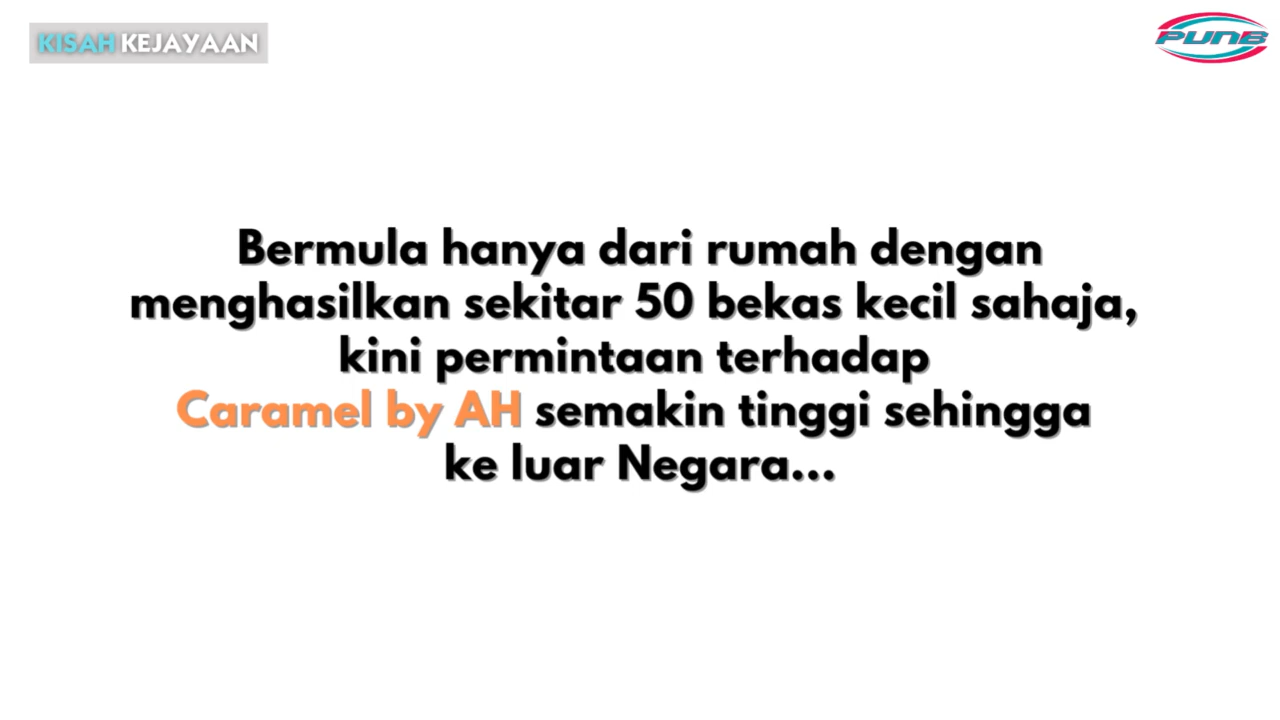 KISAH KEJAYAAN
PUNB
Bermula hanya dari rumah dengan
menghasilkan sekitar 50 bekas kecil sahaja,
kini permintaan terhadap
Caramel by AH semakin tinggi sehingga
ke luar Negara...